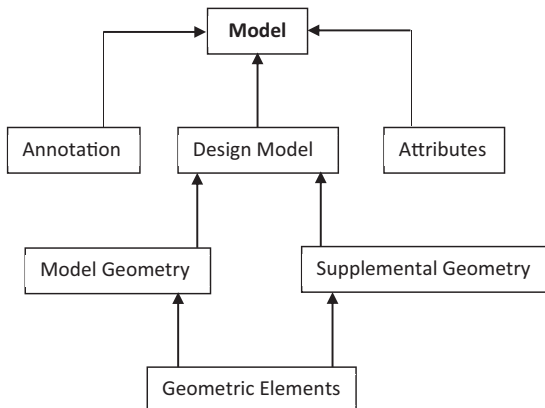 Model
Annotation
Design Model
Attributes
Model Geometry
Supplemental Geometry
Geometric Elements